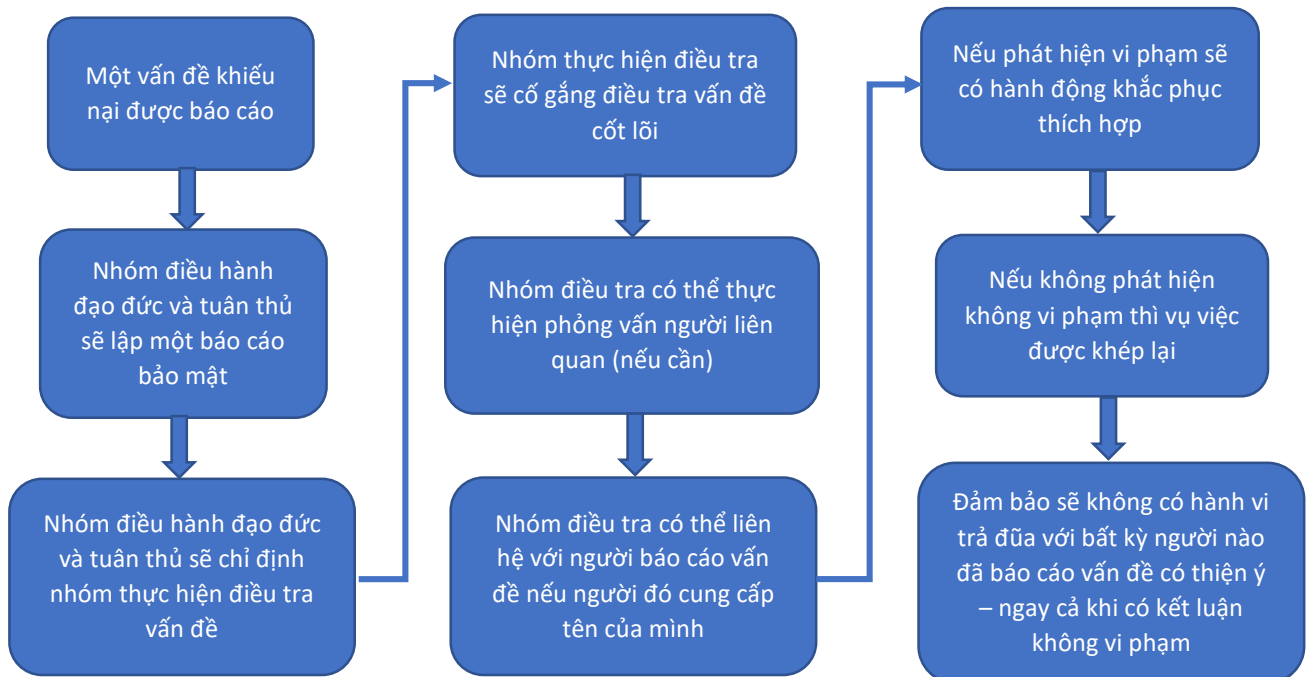 Một vấn đề khiếu
nại được báo cáo
Nhóm điều hành
đạo đức và tuân thủ
sẽ lập một báo cáo
bảo mật
Nhóm điều hành đạo đức
và tuân thủ sẽ chỉ định
nhóm thực hiện điều tra
vấn đề
Nhóm thực hiện điều tra
sẽ cố gắng điều tra vấn đề
cốt lõi
Nhóm điều tra có thể thực
hiện phỏng vấn người liên
quan (nếu cần)
Nhóm điều tra có thể liên
hệ với người báo cáo vấn
đề nếu người đó cung cấp
tên của mình
Nếu phát hiện vi phạm sẽ
có hành động khắc phục
thích hợp
Nếu không phát hiện
không vi phạm thì vụ việc
được khép lại
Đảm bảo sẽ không có hành vi
trả đũa với bất kỳ người nào
đã báo cáo vấn đề có thiện ý
– ngay cả khi có kết luận
không vi phạm